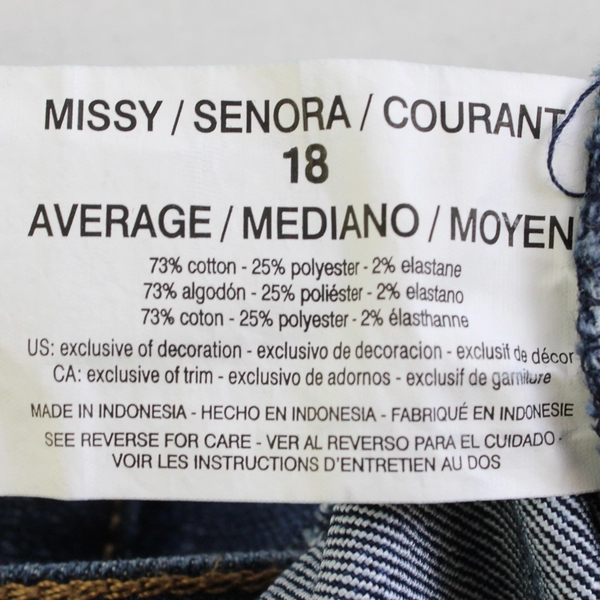 MISSY / SENORA / COURANT
18
AVERAGE / MEDIANO / MOYEN
73% cotton - 25% polyester - 2% elastane
73% algodón - 25% poliéster - 2% elastano
73% coton - 25% polyester - 2% élasthanne
US: exclusive of decoration - exclusivo de decoracion - exclusif de décor
CA: exclusive of trim - exclusivo de adornos - exclusif de garniture
MADE IN INDONESIA - HECHO EN INDONESIA - FABRIQUÉ EN INDONESIE
SEE REVERSE FOR CARE - VER AL REVERSO PARA EL CUIDADO -
VOIR LES INSTRUCTIONS D'ENTRETIEN AU DOS